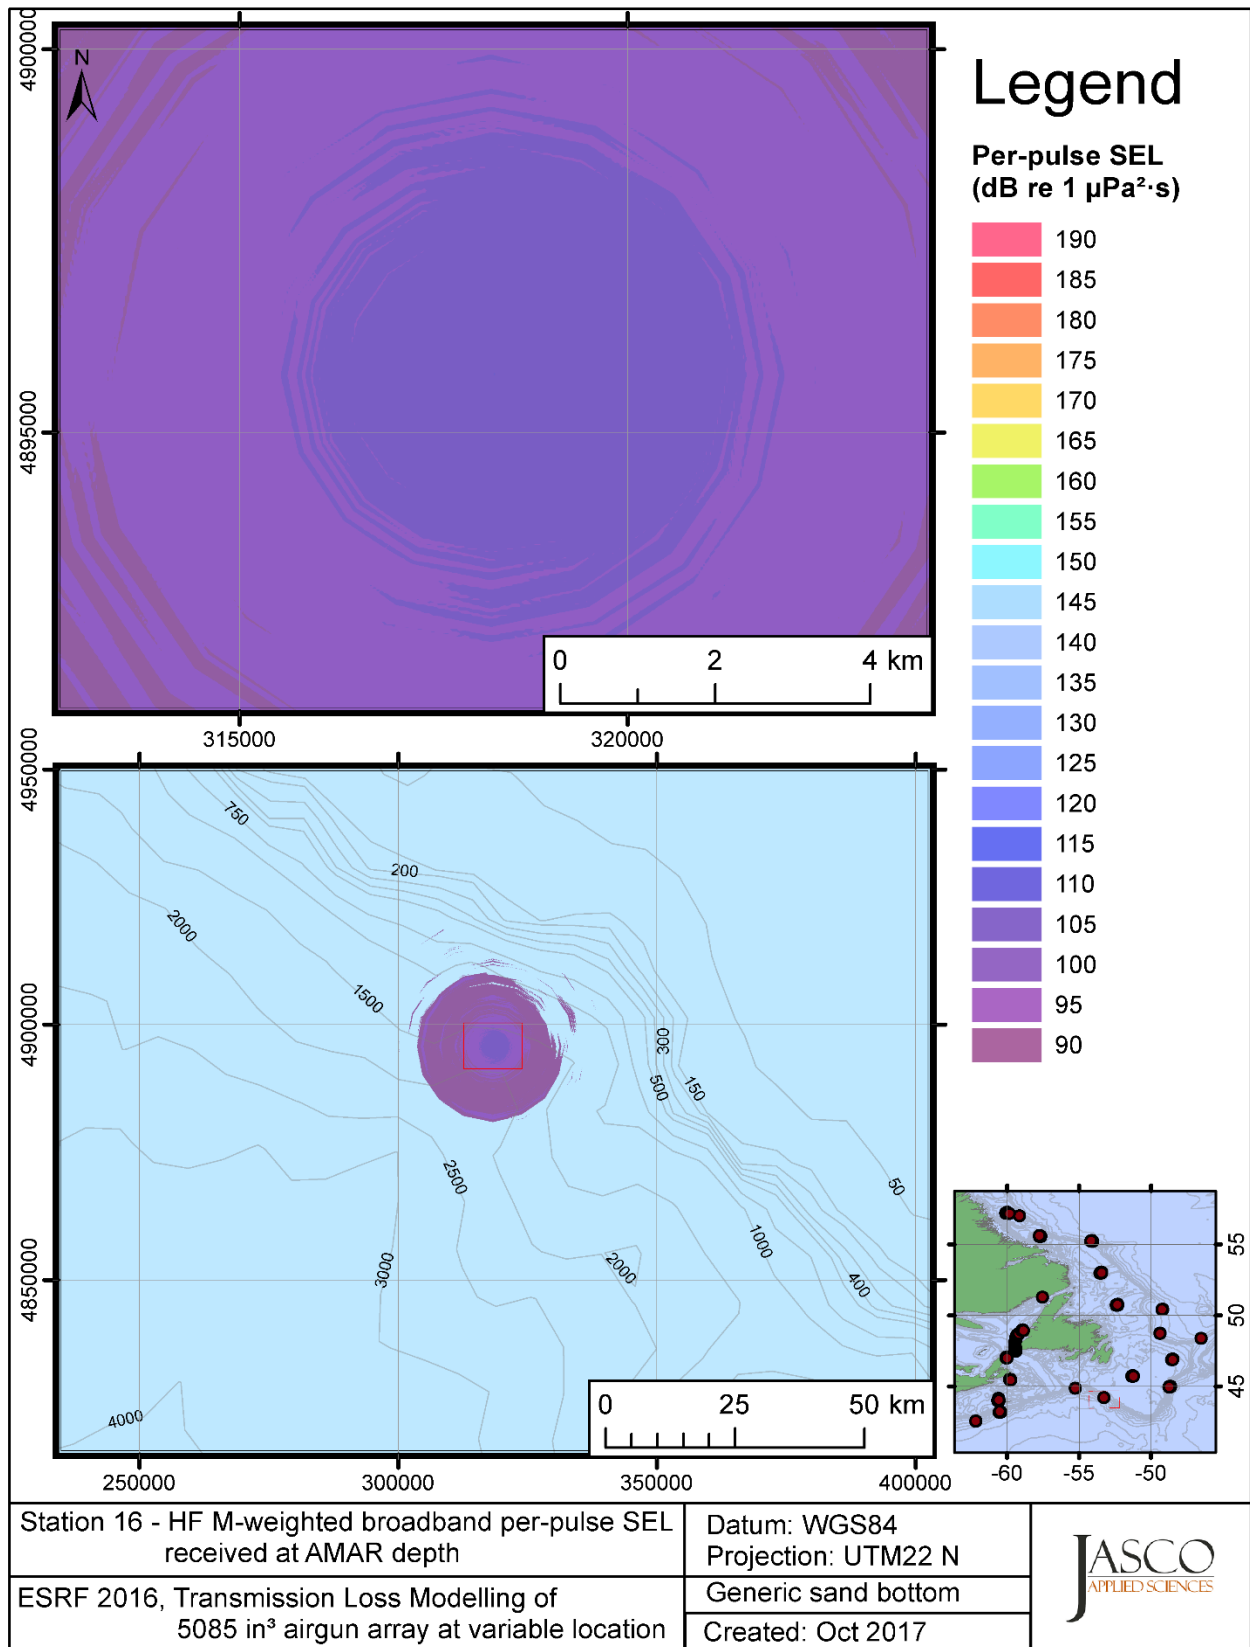 N
4900000
4895000
315000
320000
0 2 4 km
4950000
4900000
4850000
250000
300000
350000
400000
750
200
2000
1500
300
500
150
2500
50
3000
2000
1000
400
4000
0 25 50 km
Legend
Per-pulse SEL
(dB re 1 µPa²·s)
190
185
180
175
170
165
160
155
150
145
140
135
130
125
120
115
110
105
100
95
90
55
50
45
-60 -55 -50
Station 16 - HF M-weighted broadband per-pulse SEL
received at AMAR depth
ESRF 2016, Transmission Loss Modelling of
5085 in³ airgun array at variable location
Datum: WGS84
Projection: UTM22 N
Generic sand bottom
Created: Oct 2017
JASCO
APPLIED SCIENCES